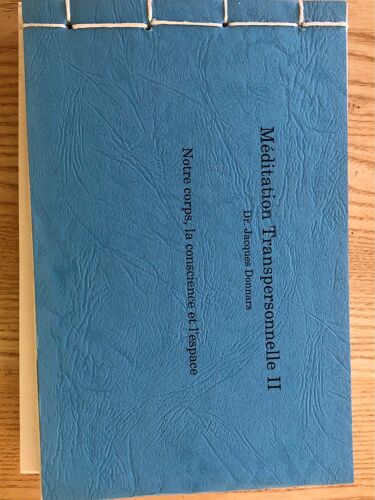 Méditation Transpersonnelle II
Dr. Jacques Donnars
Notre corps, la conscience et l'espace